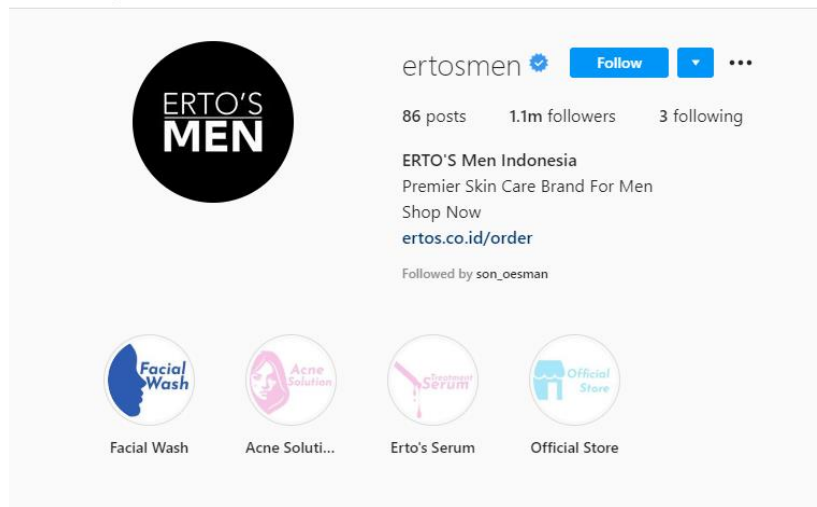 ERTO'S
MEN
ertosmen Follow
86 posts 1.1m followers 3 following
ERTO'S Men Indonesia
Premier Skin Care Brand For Men
Shop Now
ertos.co.id/order
Followed by son_oesman
Facial
Wash
Acne
Solution
Treatment
Serum
Official
Store
Facial Wash
Acne Soluti...
Erto's Serum
Official Store